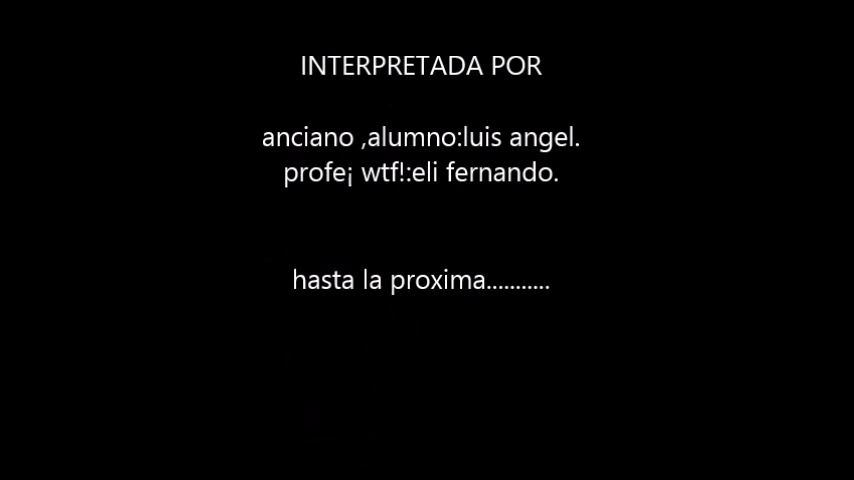 INTERPRETADA POR
anciano ,alumno:luis angel.
profe¡ wtf!:eli fernando.
hasta la proxima...........